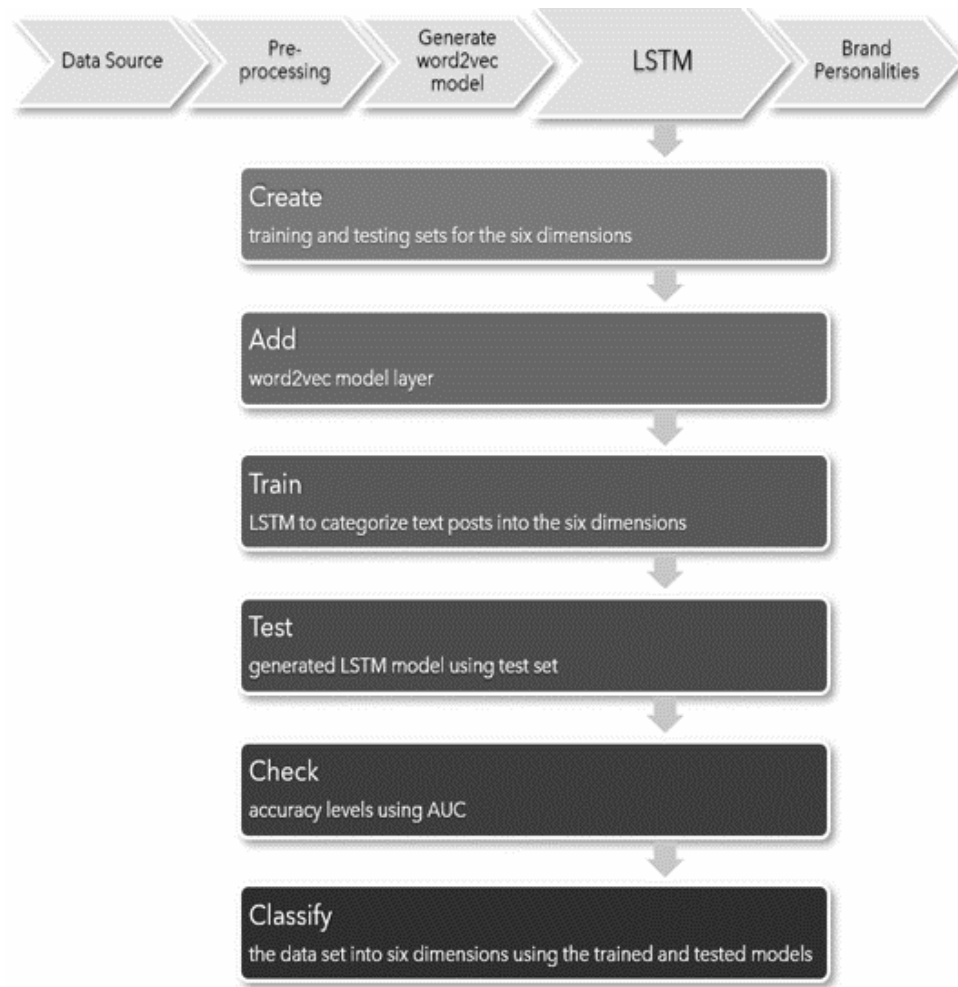 Data Source
Pre-
processing
Generate
word2vec
model
LSTM
Brand
Personalities
Create
training and testing sets for the six dimensions
Add
word2vec model layer
Train
LSTM to categorize text posts into the six dimensions
Test
generated LSTM model using test set
Check
accuracy levels using AUC
Classify
the data set into six dimensions using the trained and tested models